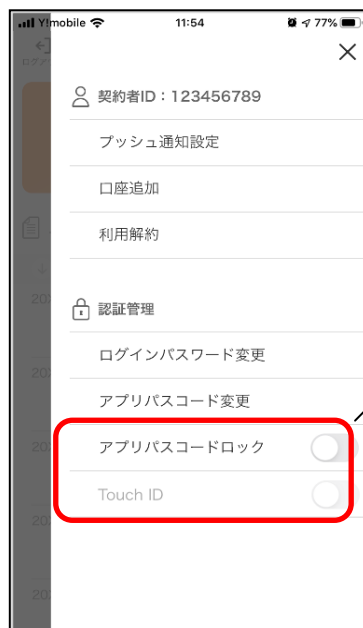 Y!mobile 11:54 77%
契約者ID：123456789
プッシュ通知設定
口座追加
利用解約
認証管理
ログインパスワード変更
アプリパスコード変更
アプリパスコードロック
Touch ID